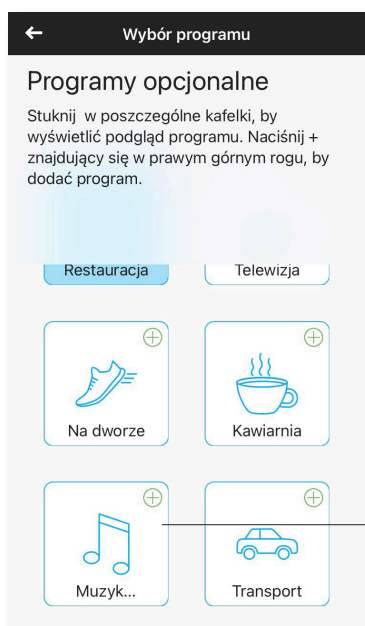 Wybór programu
Programy opcjonalne
Stuknij w poszczególne kafelki, by
wyświetlić podgląd programu. Naciśnij +
znajdujący się w prawym górnym rogu, by
dodać program.
Restauracja
Telewizja
Na dworze
Kawiarnia
Muzyk...
Transport